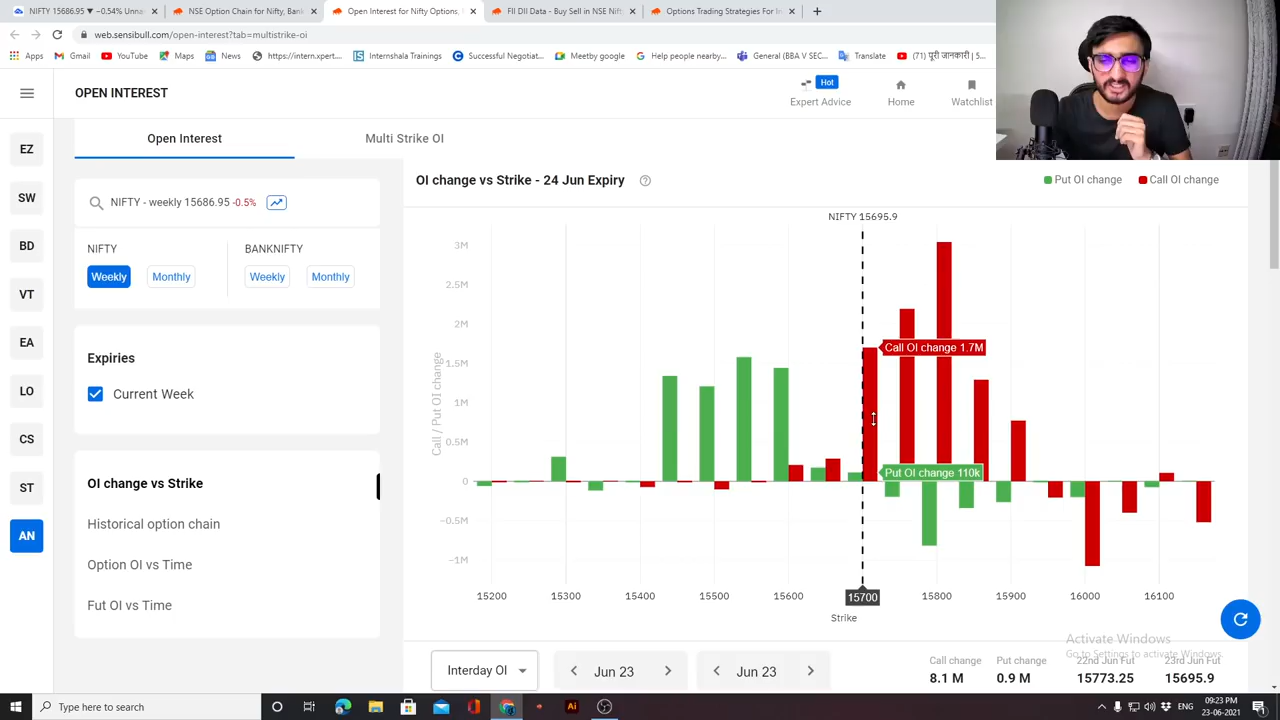 NIFTY 15686.95 ▼ −0.54% Unna
NSE Option Chain for Nifty, Bank
Open Interest for Nifty Options, F
FII DII Data - Buy Sell in NSE Nift
Options Trading Strategies For In
web.sensibull.com/open-interest?tab=multistrike-oi
Apps
Gmail
YouTube
Maps
News
https://intern.xpert...
Internshala Trainings
Successful Negotiat...
Meetby google
Help people nearby...
General (BBA V SEC...
Translate
(71) पूरी जानकारी | S
OPEN INTEREST
Hot
Expert Advice
Home
Watchlist
Open Interest
Multi Strike OI
EZ
SW
BD
VT
EA
LO
CS
ST
AN
NIFTY - weekly 15686.95 -0.5%
NIFTY
BANKNIFTY
Weekly
Monthly
Weekly
Monthly
Expiries
Current Week
OI change vs Strike
Historical option chain
Option OI vs Time
Fut OI vs Time
OI change vs Strike - 24 Jun Expiry
Put OI change
Call OI change
NIFTY 15695.9
Call / Put OI change
3M
2.5M
2M
1.5M
1M
0.5M
0
−0.5M
−1M
Call OI change 1.7M
Put OI change 110k
15200
15300
15400
15500
15600
15700
15800
15900
16000
16100
Strike
Interday OI
Jun 23
Jun 23
Call change
8.1 M
Put change
0.9 M
22nd Jun Fut
15773.25
23rd Jun Fut
15695.9
Activate Windows
Go to Settings to activate Windows.
Type here to search
Ai
ENG
09:23 PM
23-06-2021
1